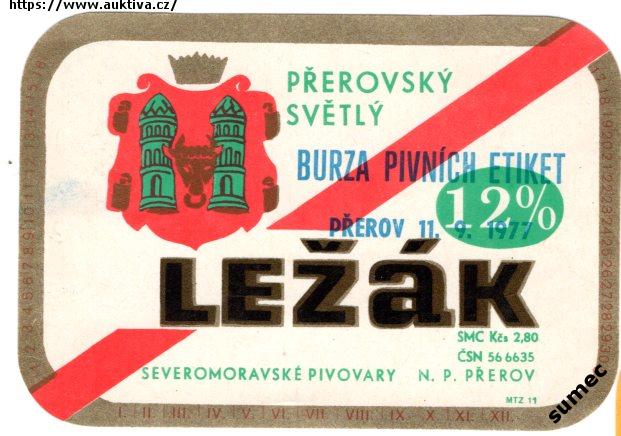 https://www.auktiva.cz/
PŘEROVSKÝ
SVĚTLÝ
BURZA PIVNÍCH ETIKET
12%
PŘEROV 11. 9. 1977
LEŽÁK
SMC Kčs 2,80
ČSN 56 6635
SEVEROMORAVSKÉ PIVOVARY N. P. PŘEROV
MTZ 11
I. II. III. IV. V. VI. VII. VIII. IX. X. XI. XII.
sumec